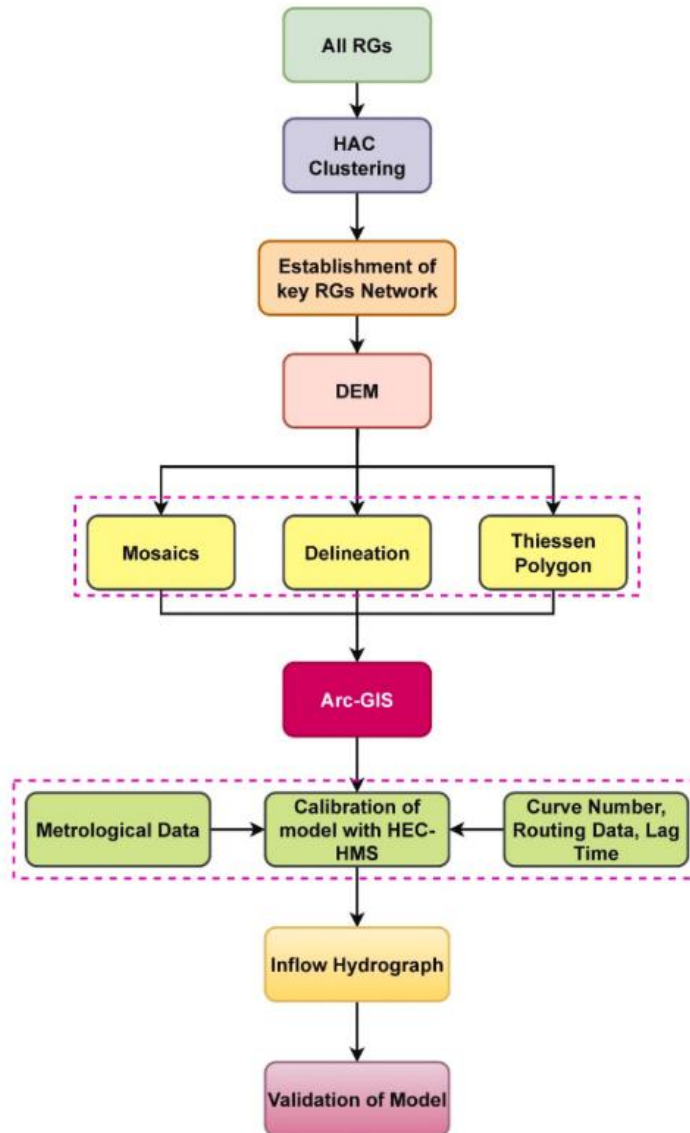 All RGs
HAC
Clustering
Establishment of
key RGs Network
DEM
Mosaics
Delineation
Thiessen
Polygon
Arc-GIS
Metrological Data
Calibration of
model with HEC-
HMS
Curve Number,
Routing Data, Lag
Time
Inflow Hydrograph
Validation of Model